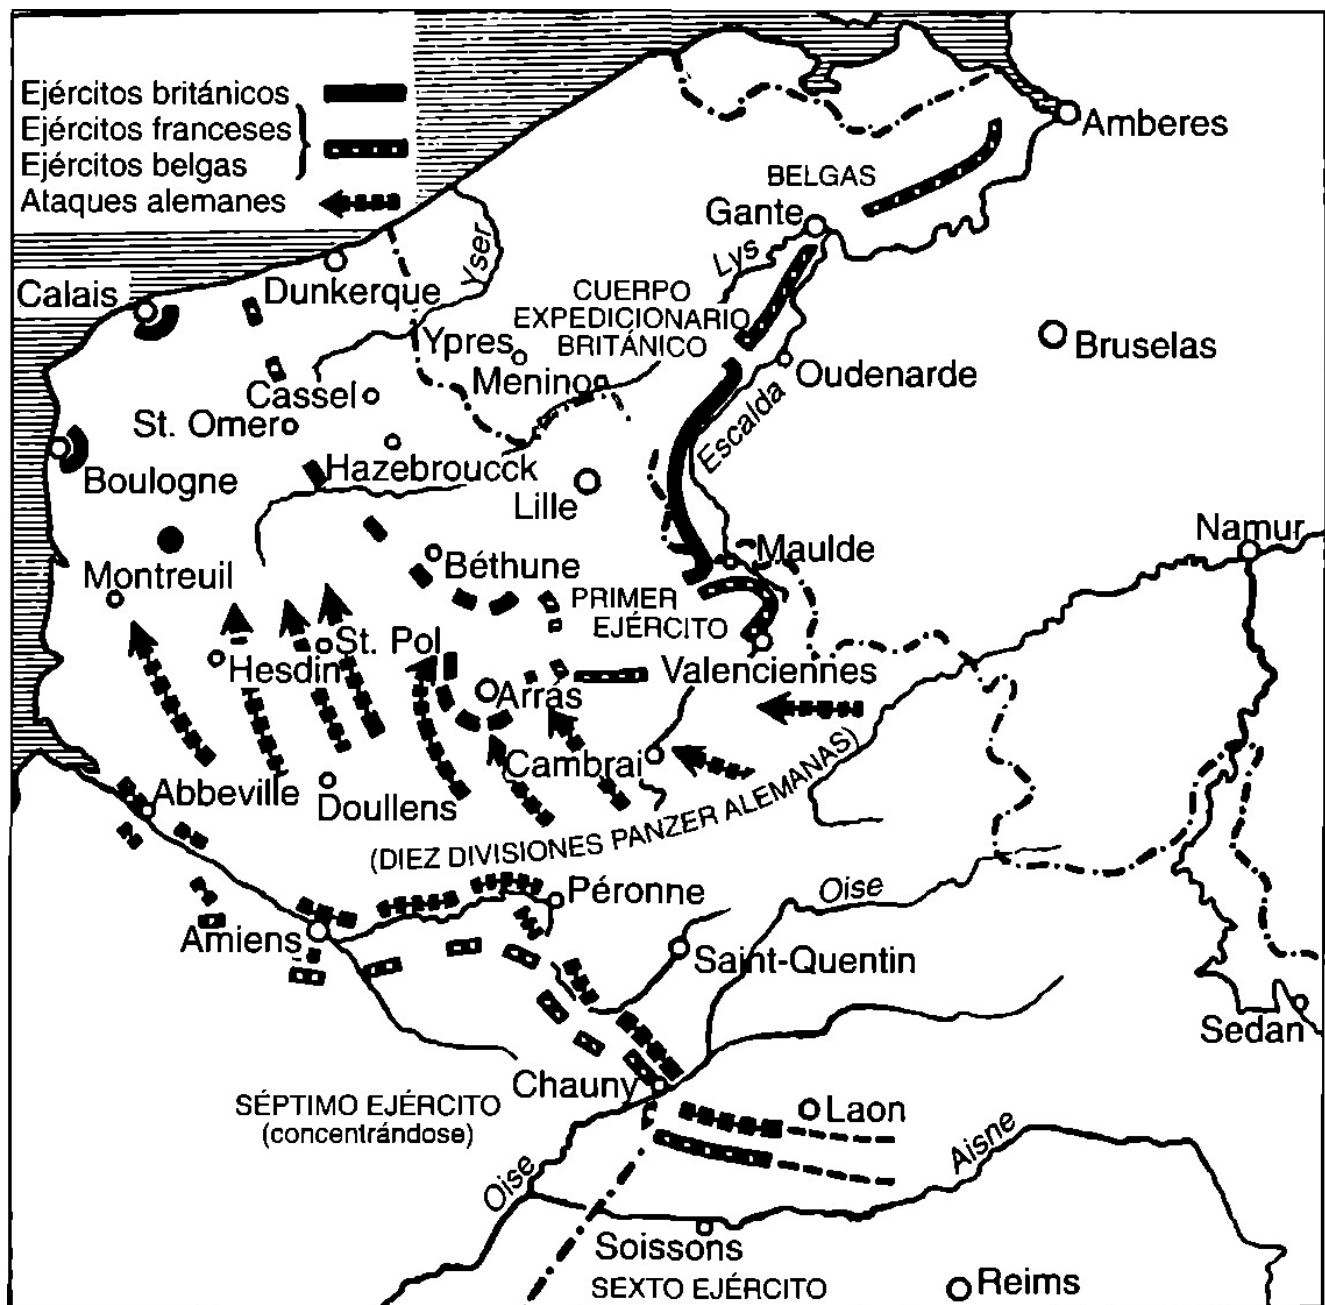 Ejércitos británicos
Ejércitos franceses
Ejércitos belgas
Ataques alemanes
Amberes
BELGAS
Gante
Lys
Yser
Dunkerque
Calais
CUERPO
EXPEDICIONARIO
BRITÁNICO
Ypres
Bruselas
Menino
Oudenarde
Cassel
St. Omer
Escalda
Hazebroucck
Boulogne
Lille
Namur
Maulde
Béthune
Montreuil
PRIMER
EJÉRCITO
St. Pol
Hesdin
Valenciennes
Arrás
Cambrai
Abbeville
Doullens
(DIEZ DIVISIONES PANZER ALEMANAS)
Péronne
Oise
Amiens
Saint-Quentin
Sedan
Chauny
SÉPTIMO EJÉRCITO
(concentrándose)
Laon
Aisne
Oise
Soissons
SEXTO EJÉRCITO
Reims